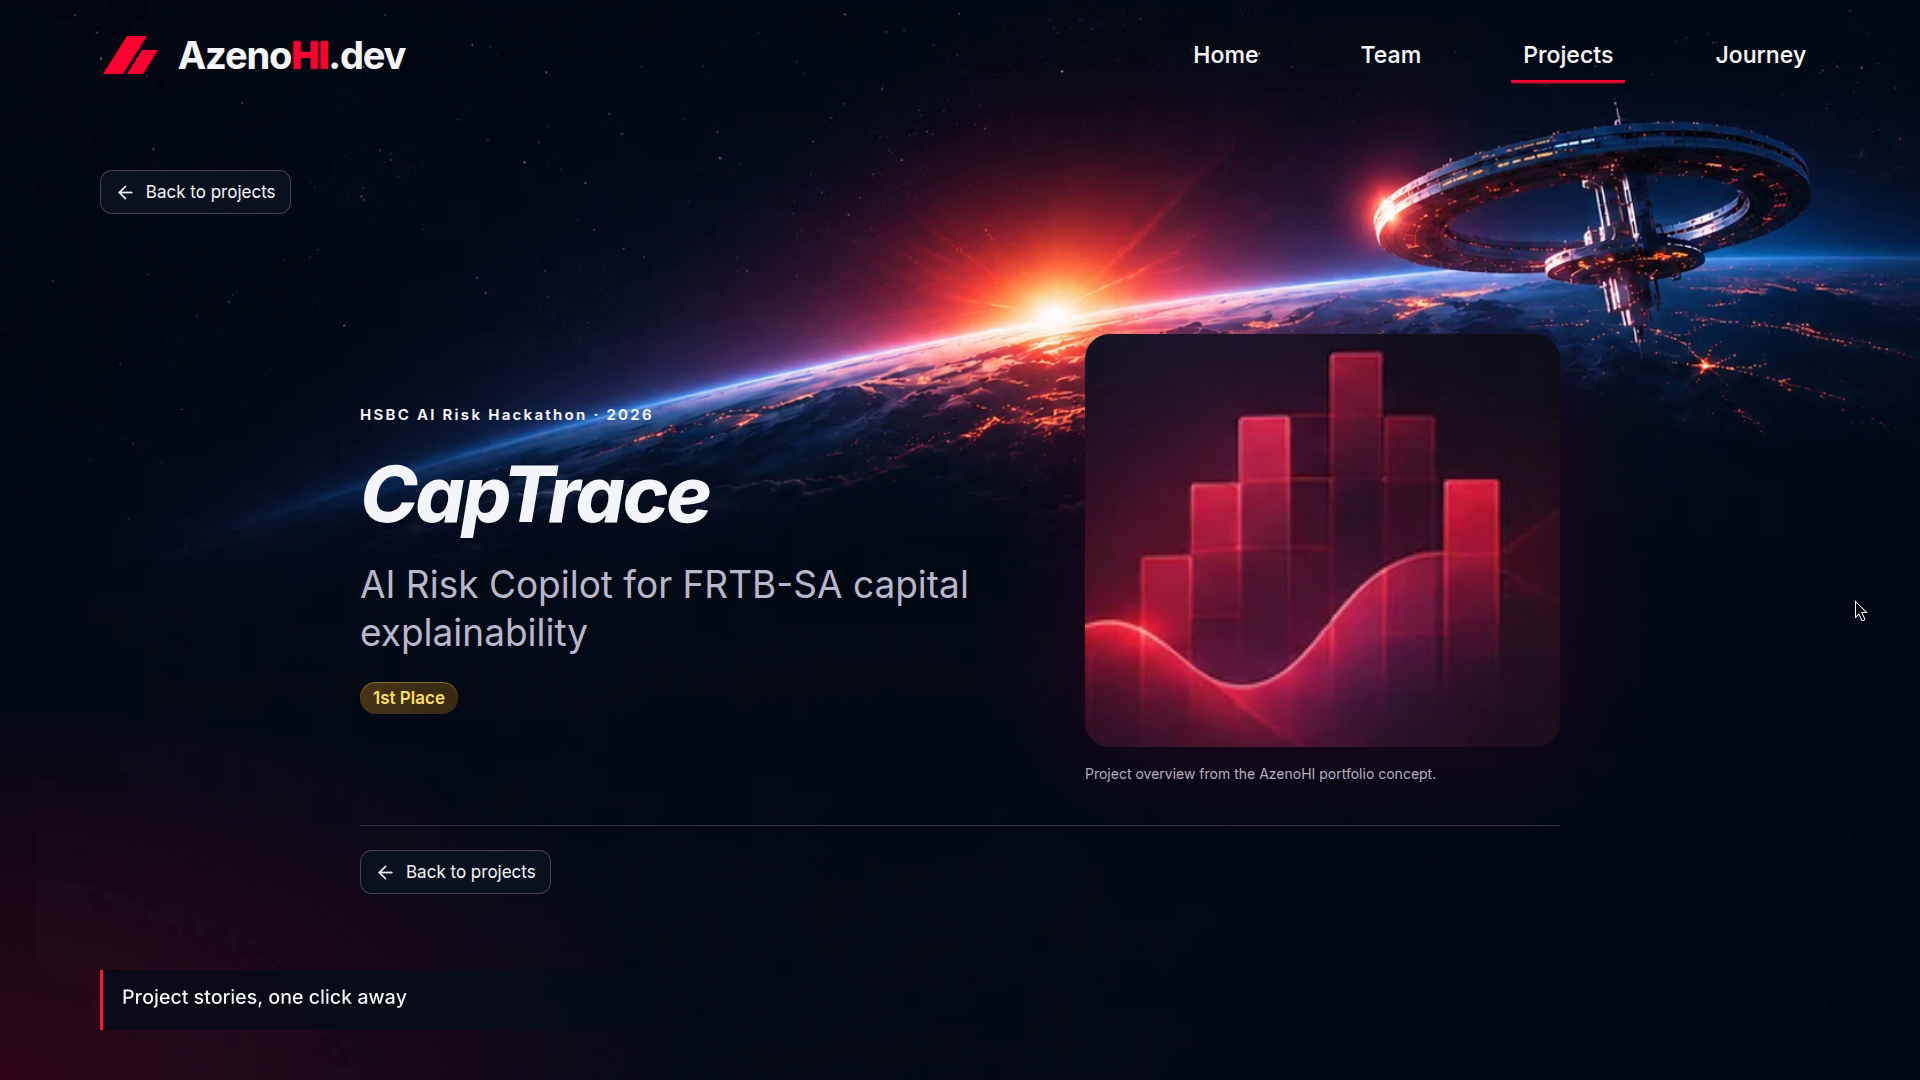 AzenoHI.dev
Home
Team
Projects
Journey
Back to projects
HSBC AI Risk Hackathon · 2026
CapTrace
AI Risk Copilot for FRTB-SA capital
explainability
1st Place
Project overview from the AzenoHI portfolio concept.
Back to projects
Project stories, one click away